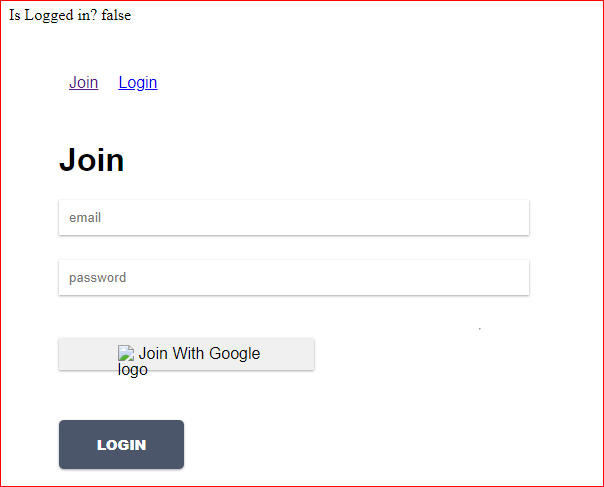 Is Logged in? false
Join Login
Join
email
password
Join With Google
logo
LOGIN